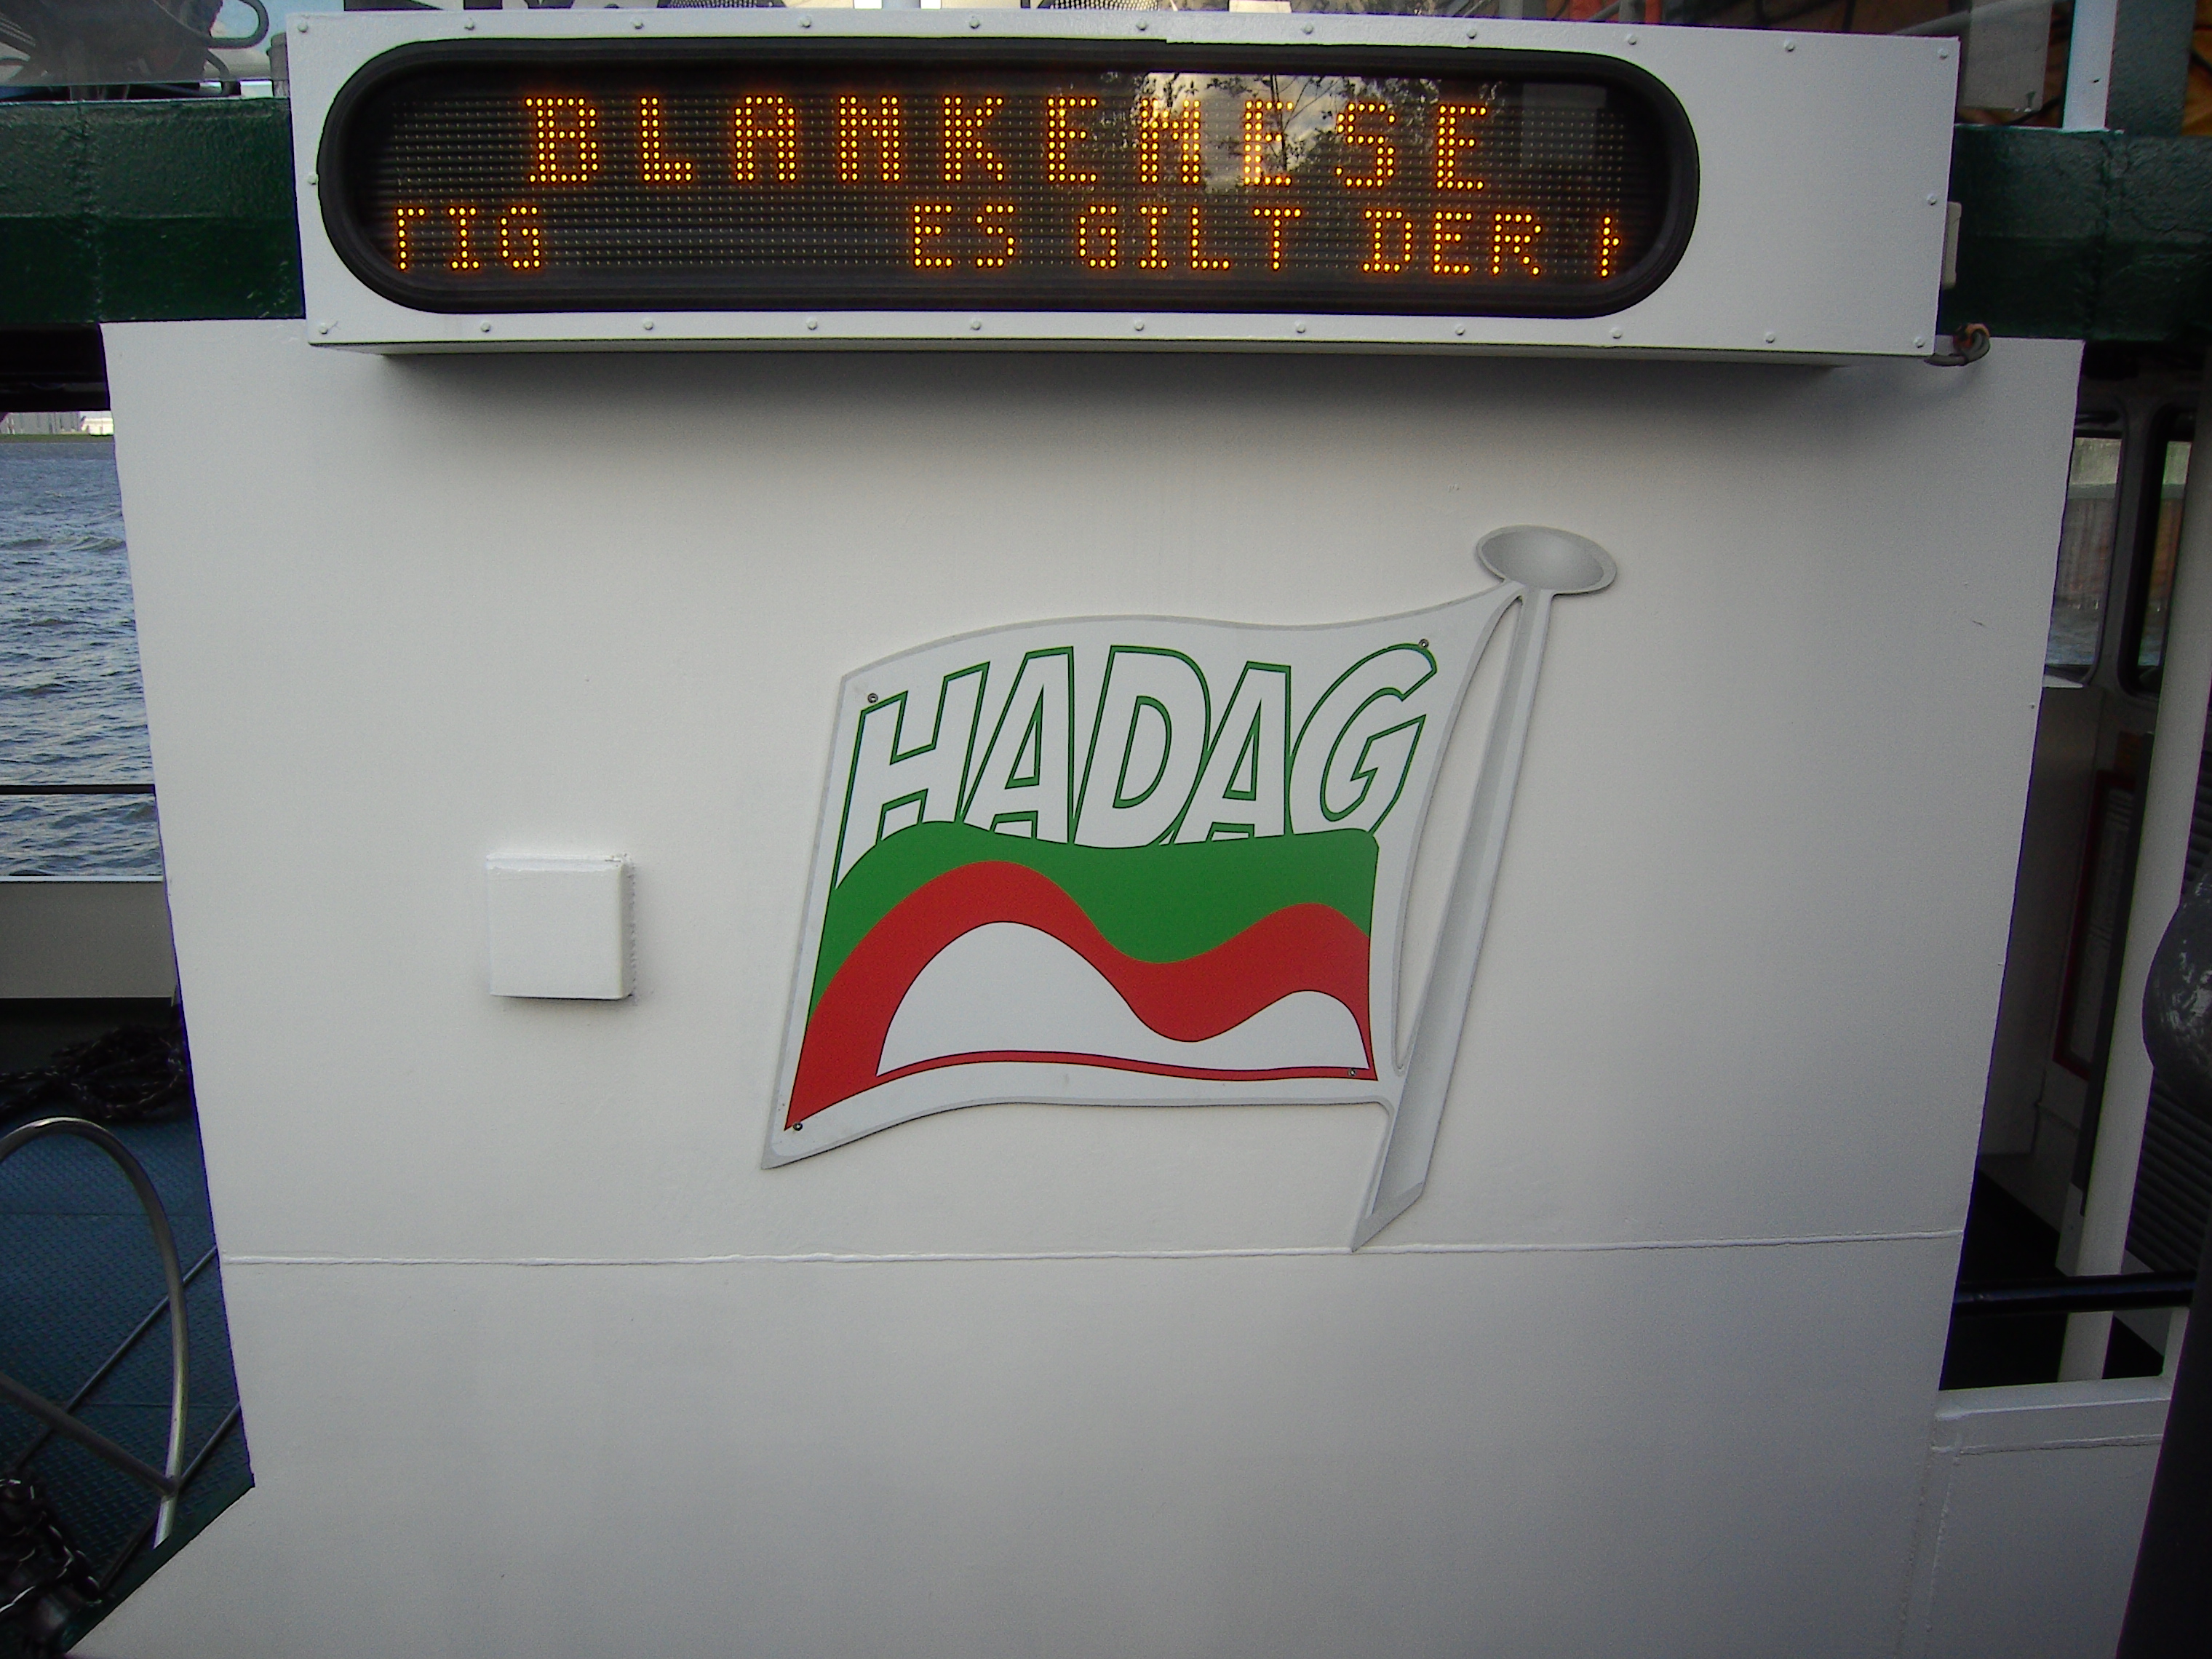 BLANKENESE
TIG ES GILT DER
HADAG